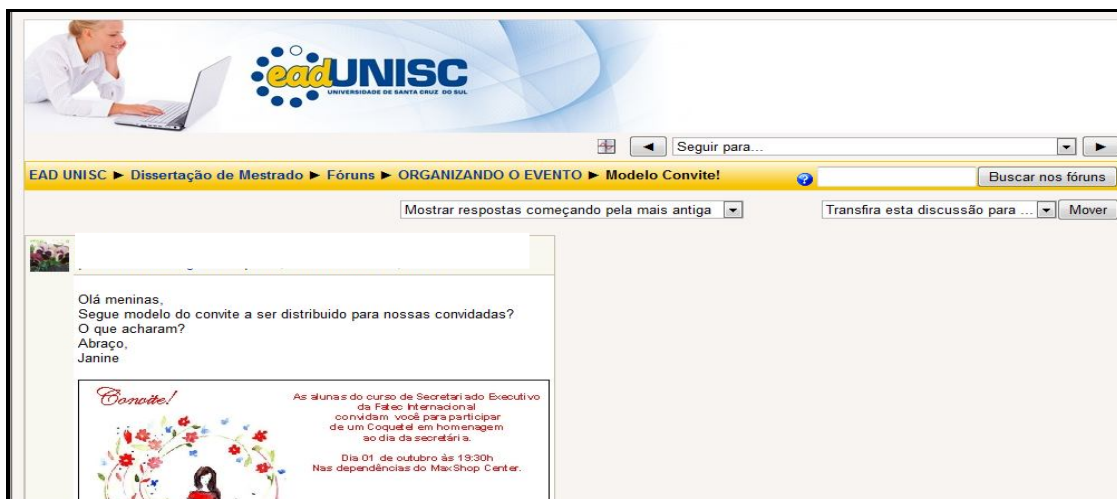 eadUNISC
UNIVERSIDADE DE SANTA CRUZ DO SUL
Seguir para...
EAD UNISC ► Dissertação de Mestrado ► Fóruns ► ORGANIZANDO O EVENTO ► Modelo Convite!
Buscar nos fóruns
Mostrar respostas começando pela mais antiga
Transfira esta discussão para ...
Mover
Olá meninas,
Segue modelo do convite a ser distribuido para nossas convidadas?
O que acharam?
Abraço,
Janine
Convite!
As alunas do curso de Secretariado Executivo
da Fatec Internacional
convidam você para participar
de um Coquetel em homenagem
ao dia da secretária.
Dia 01 de outubro às 19:30h
Nas dependências do MaxShop Center.